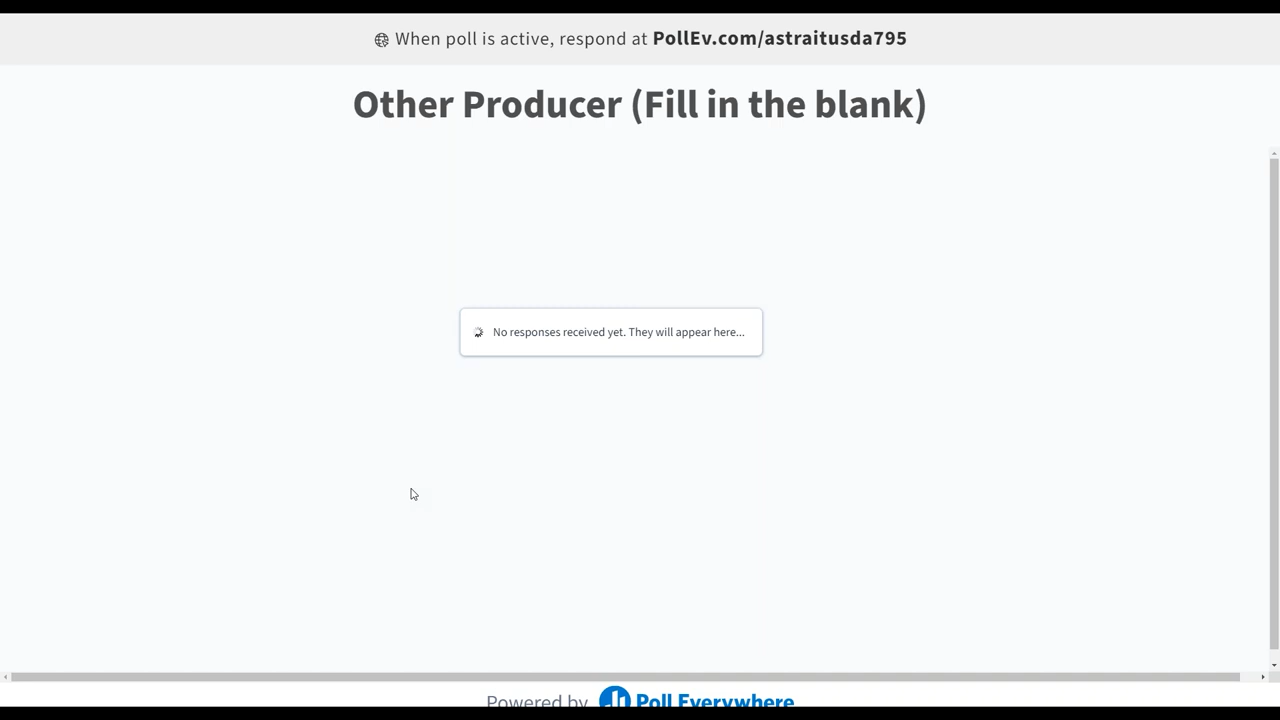 When poll is active, respond at PollEv.com/astraitusda795
Other Producer (Fill in the blank)
No responses received yet. They will appear here...
Powered by Poll Everywhere